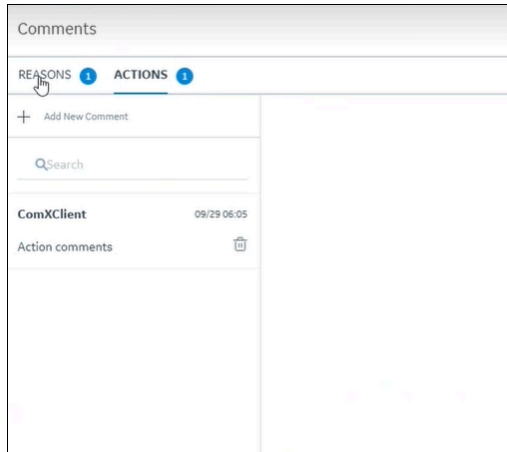 Comments
REASONS 1 ACTIONS 1
Add New Comment
Search
ComXClient 09/29 06:05
Action comments